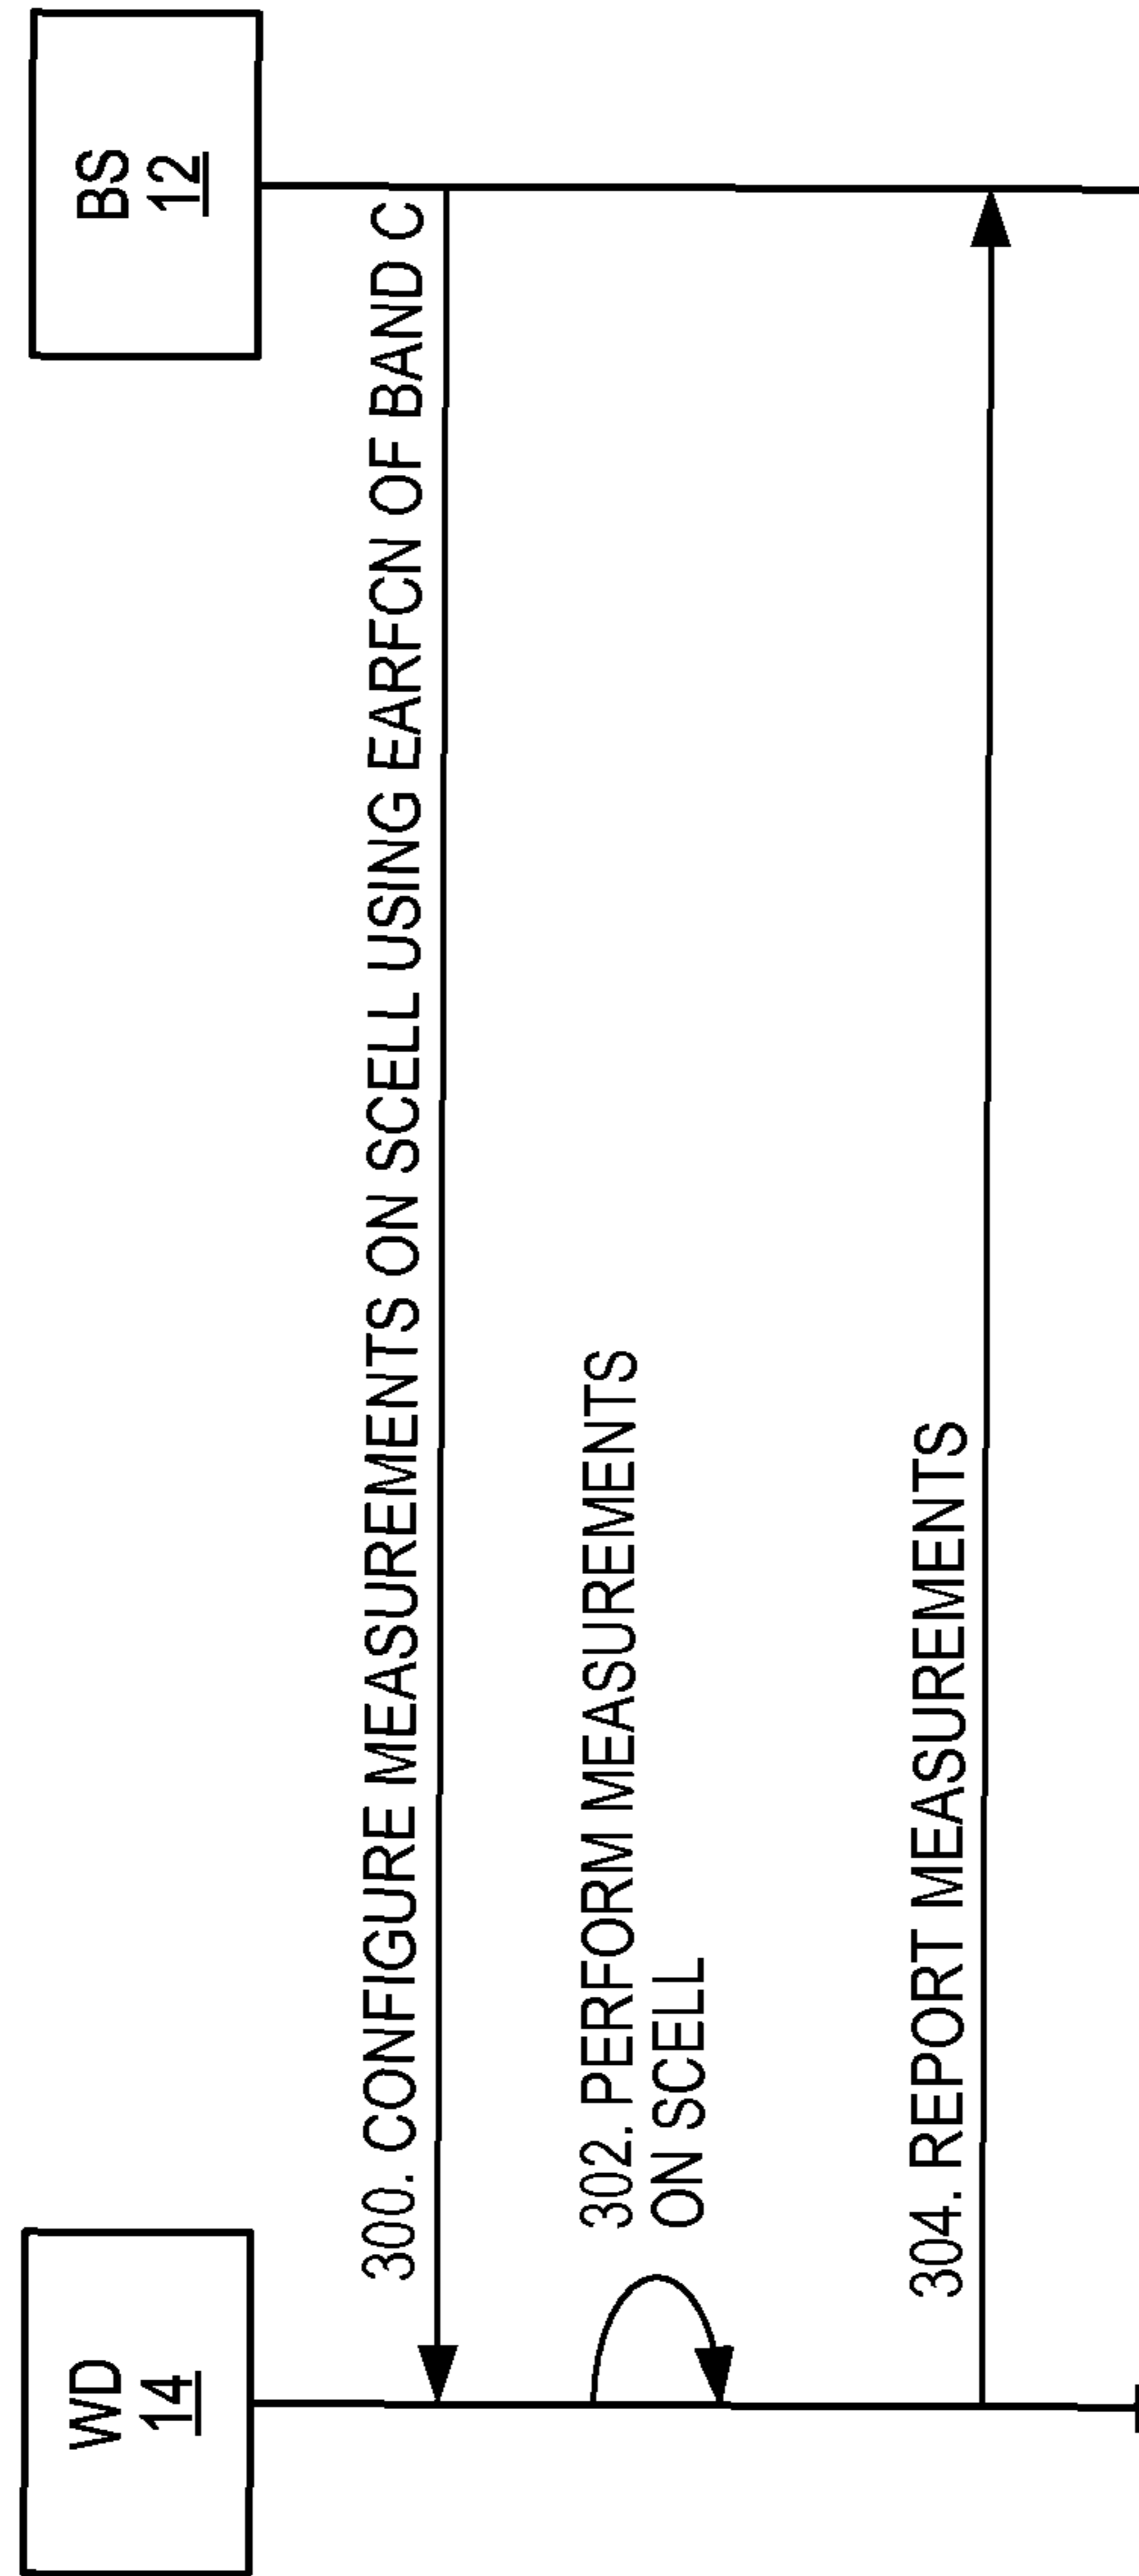 WD
14
BS
12
300. CONFIGURE MEASUREMENTS ON SCELL USING EARFCN OF BAND C
302. PERFORM MEASUREMENTS
ON SCELL
304. REPORT MEASUREMENTS